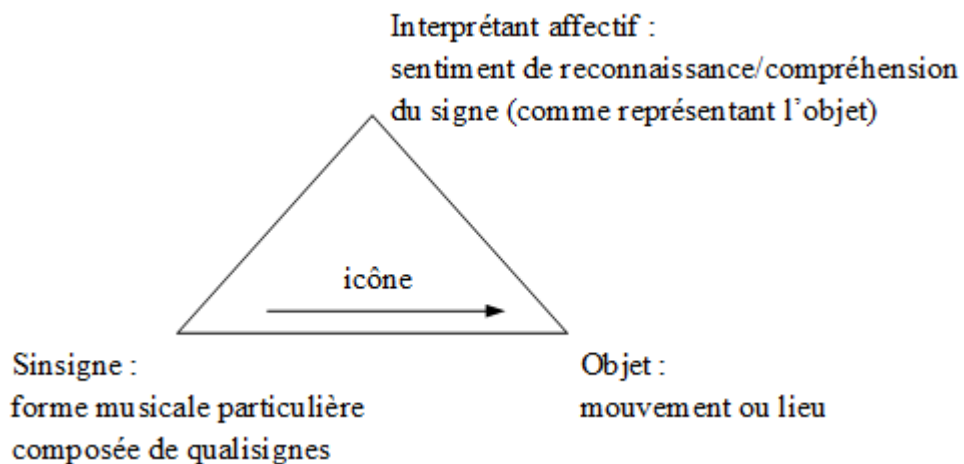 Interprétant affectif :
sentiment de reconnaissance/compréhension
du signe (comme représentant l’objet)
icône
Sinsigne :
forme musicale particulière
composée de qualisignes
Objet :
mouvement ou lieu